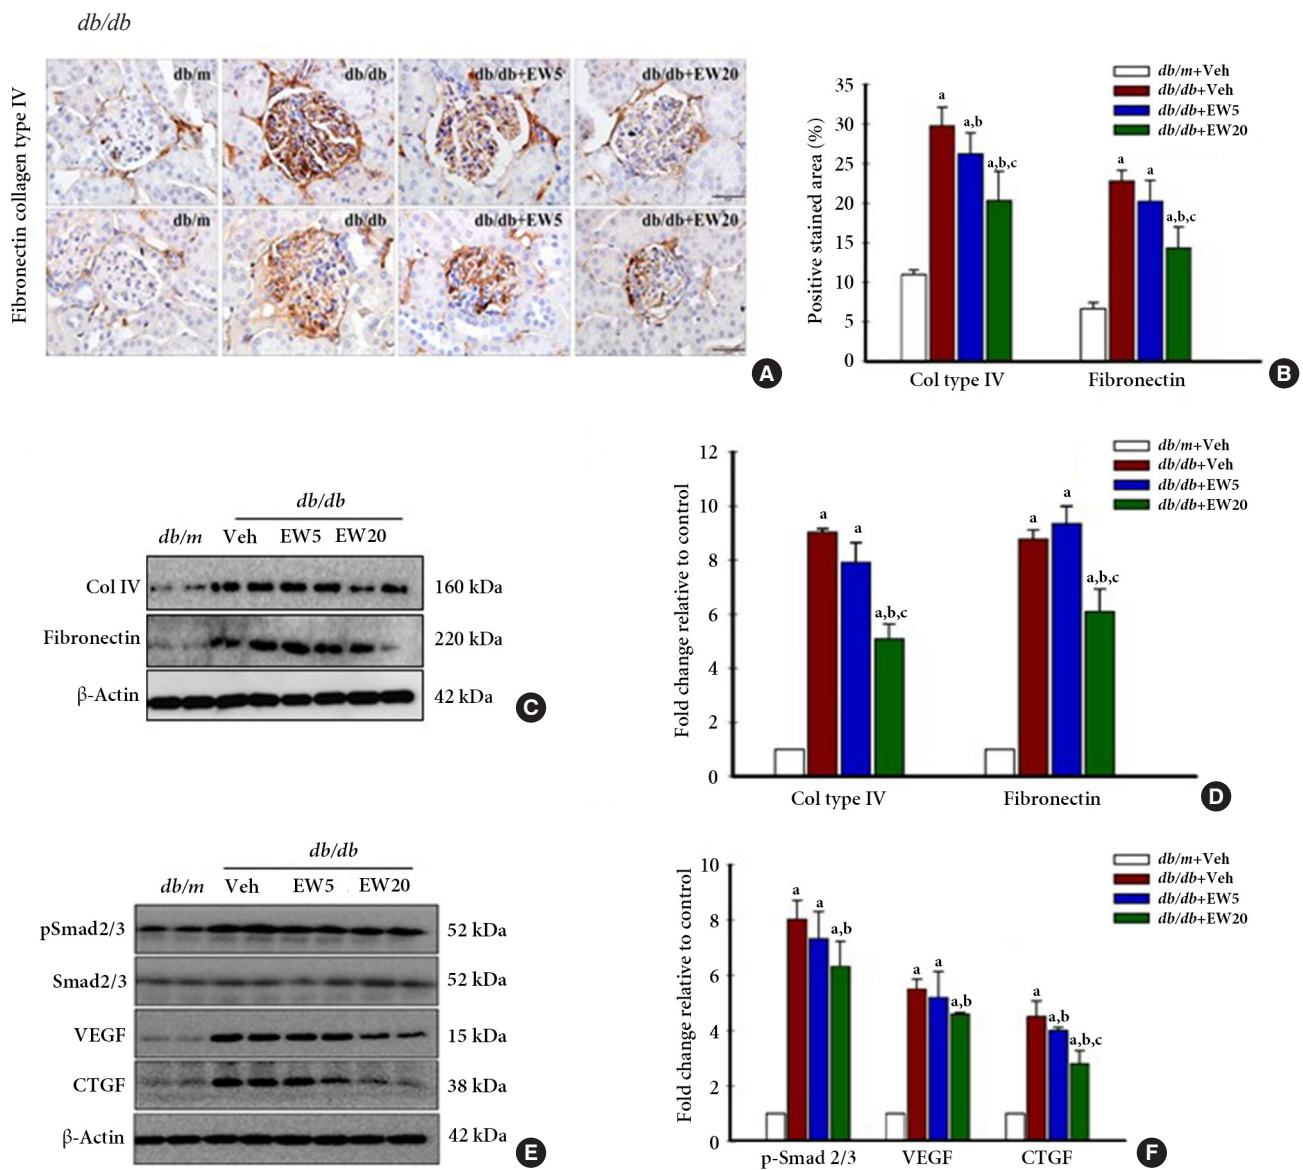 db/db
Fibronectin collagen type IV
db/m
db/db
db/db+EW5
db/db+EW20
db/m
db/db
db/db+EW5
db/db+EW20
A
Positive stained area (%)
35
30
25
20
15
10
5
0
db/m+Veh
db/db+Veh
db/db+EW5
db/db+EW20
a
a,b
a,b,c
a
a
a,b,c
Col type IV
Fibronectin
B
db/db
db/m
Veh
EW5
EW20
Col IV
160 kDa
Fibronectin
220 kDa
β-Actin
42 kDa
C
Fold change relative to control
12
10
8
6
4
2
0
db/m+Veh
db/db+Veh
db/db+EW5
db/db+EW20
a
a
a,b,c
a
a
a,b,c
Col type IV
Fibronectin
D
db/db
db/m
Veh
EW5
EW20
pSmad2/3
52 kDa
Smad2/3
52 kDa
VEGF
15 kDa
CTGF
38 kDa
β-Actin
42 kDa
E
Fold change relative to control
10
8
6
4
2
0
db/m+Veh
db/db+Veh
db/db+EW5
db/db+EW20
a
a
a,b
a
a
a,b
a
a,b
a,b,c
p-Smad 2/3
VEGF
CTGF
F